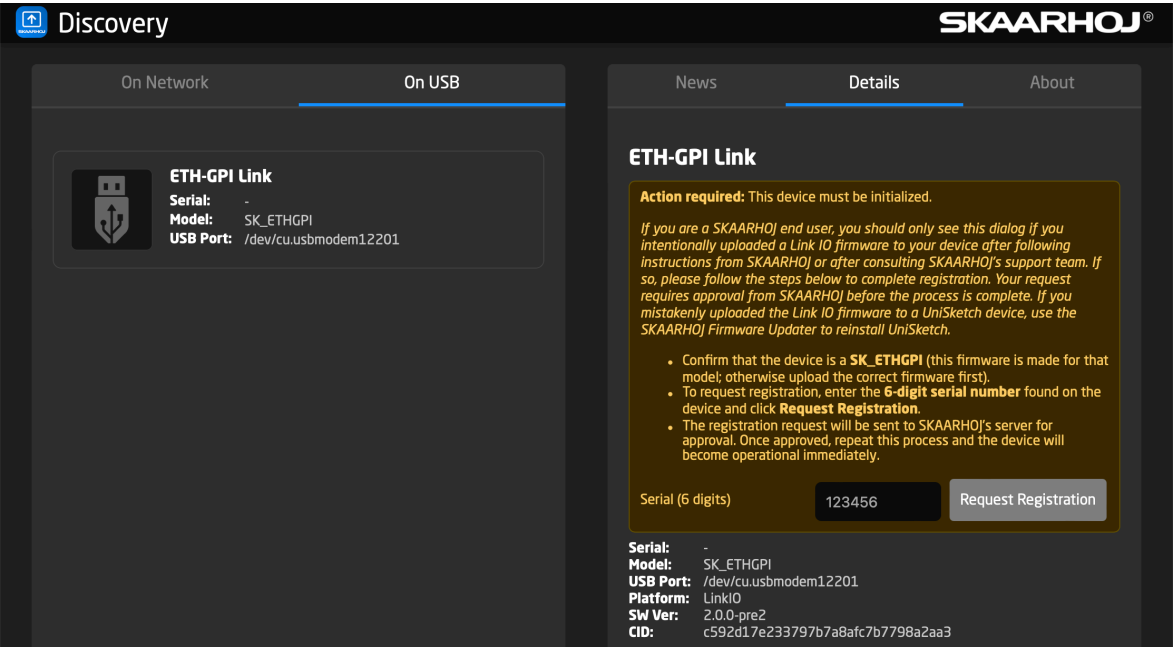 Discovery
SKAARHOJ®
On Network
On USB
ETH-GPI Link
Serial: -
Model: SK_ETHGPI
USB Port: /dev/cu.usbmodem12201
News
Details
About
ETH-GPI Link
Action required: This device must be initialized.
If you are a SKAARHOJ end user, you should only see this dialog if you
intentionally uploaded a Link IO firmware to your device after following
instructions from SKAARHOJ or after consulting SKAARHOJ's support team. If
so, please follow the steps below to complete registration. Your request
requires approval from SKAARHOJ before the process is complete. If you
mistakenly uploaded the Link IO firmware to a UniSketch device, use the
SKAARHOJ Firmware Updater to reinstall UniSketch.
• Confirm that the device is a SK_ETHGPI (this firmware is made for that
model; otherwise upload the correct firmware first).
• To request registration, enter the 6-digit serial number found on the
device and click Request Registration.
• The registration request will be sent to SKAARHOJ's server for
approval. Once approved, repeat this process and the device will
become operational immediately.
Serial (6 digits)
123456
Request Registration
Serial: -
Model: SK_ETHGPI
USB Port: /dev/cu.usbmodem12201
Platform: LinkIO
SW Ver: 2.0.0-pre2
CID: c592d17e233797b7a8afc7b7798a2aa3